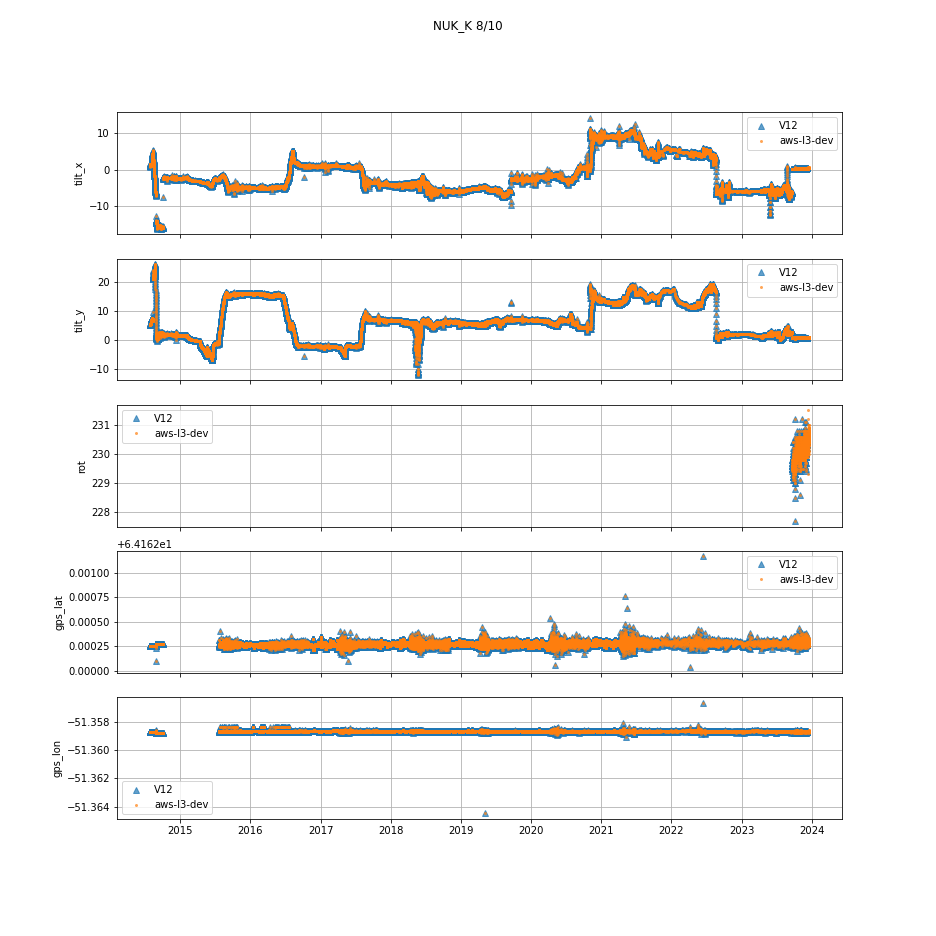 NUK_K 8/10
10
0
−10
tilt_x
V12
aws-l3-dev
20
10
0
−10
tilt_y
V12
aws-l3-dev
231
230
229
228
rot
V12
aws-l3-dev
+6.4162e1
0.00100
0.00075
0.00050
0.00025
0.00000
gps_lat
V12
aws-l3-dev
−51.358
−51.360
−51.362
−51.364
gps_lon
V12
aws-l3-dev
2015 2016 2017 2018 2019 2020 2021 2022 2023 2024